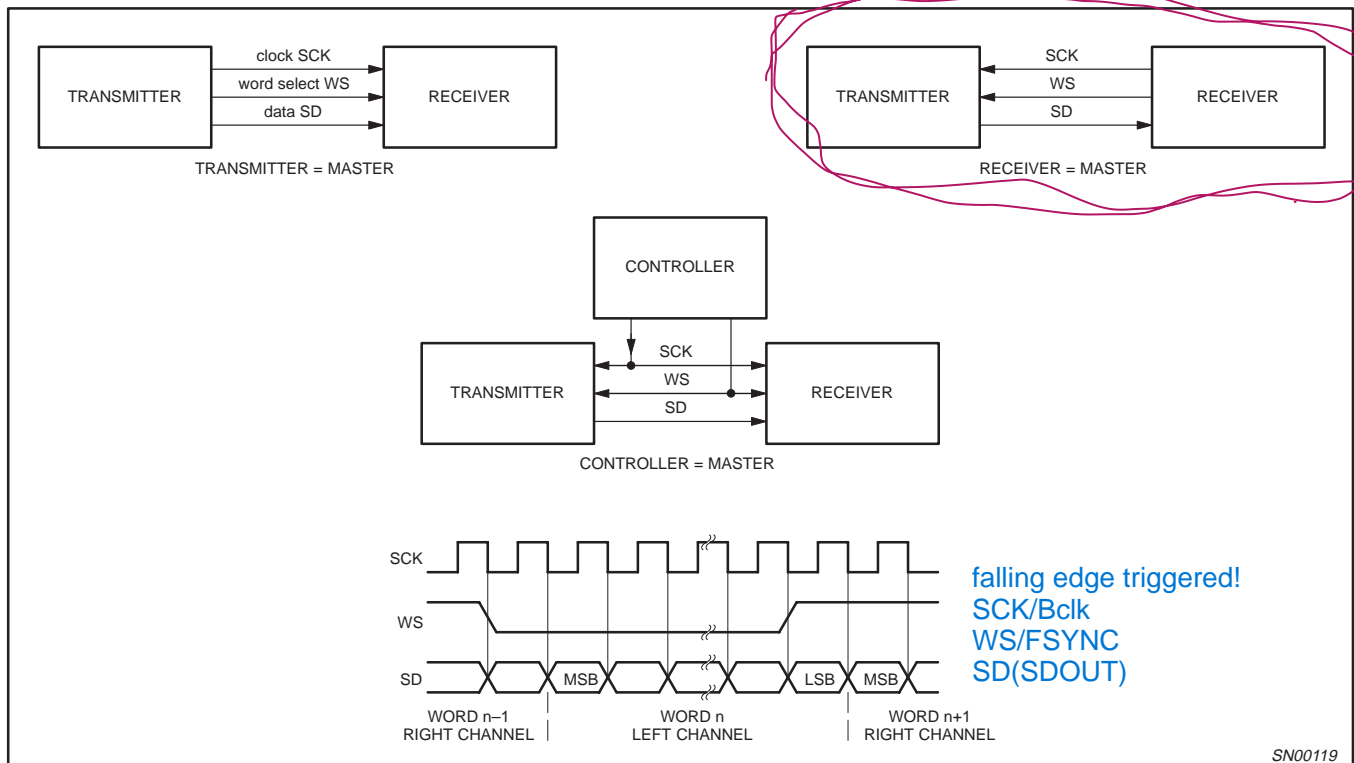 clock SCK
word select WS
data SD
TRANSMITTER
RECEIVER
TRANSMITTER = MASTER
SCK
WS
SD
TRANSMITTER
RECEIVER
RECEIVER = MASTER
CONTROLLER
SCK
WS
SD
TRANSMITTER
RECEIVER
CONTROLLER = MASTER
SCK
WS
SD
MSB
LSB
MSB
WORD n–1
RIGHT CHANNEL
WORD n
LEFT CHANNEL
WORD n+1
RIGHT CHANNEL
falling edge triggered!
SCK/Bclk
WS/FSYNC
SD(SDOUT)
SN00119